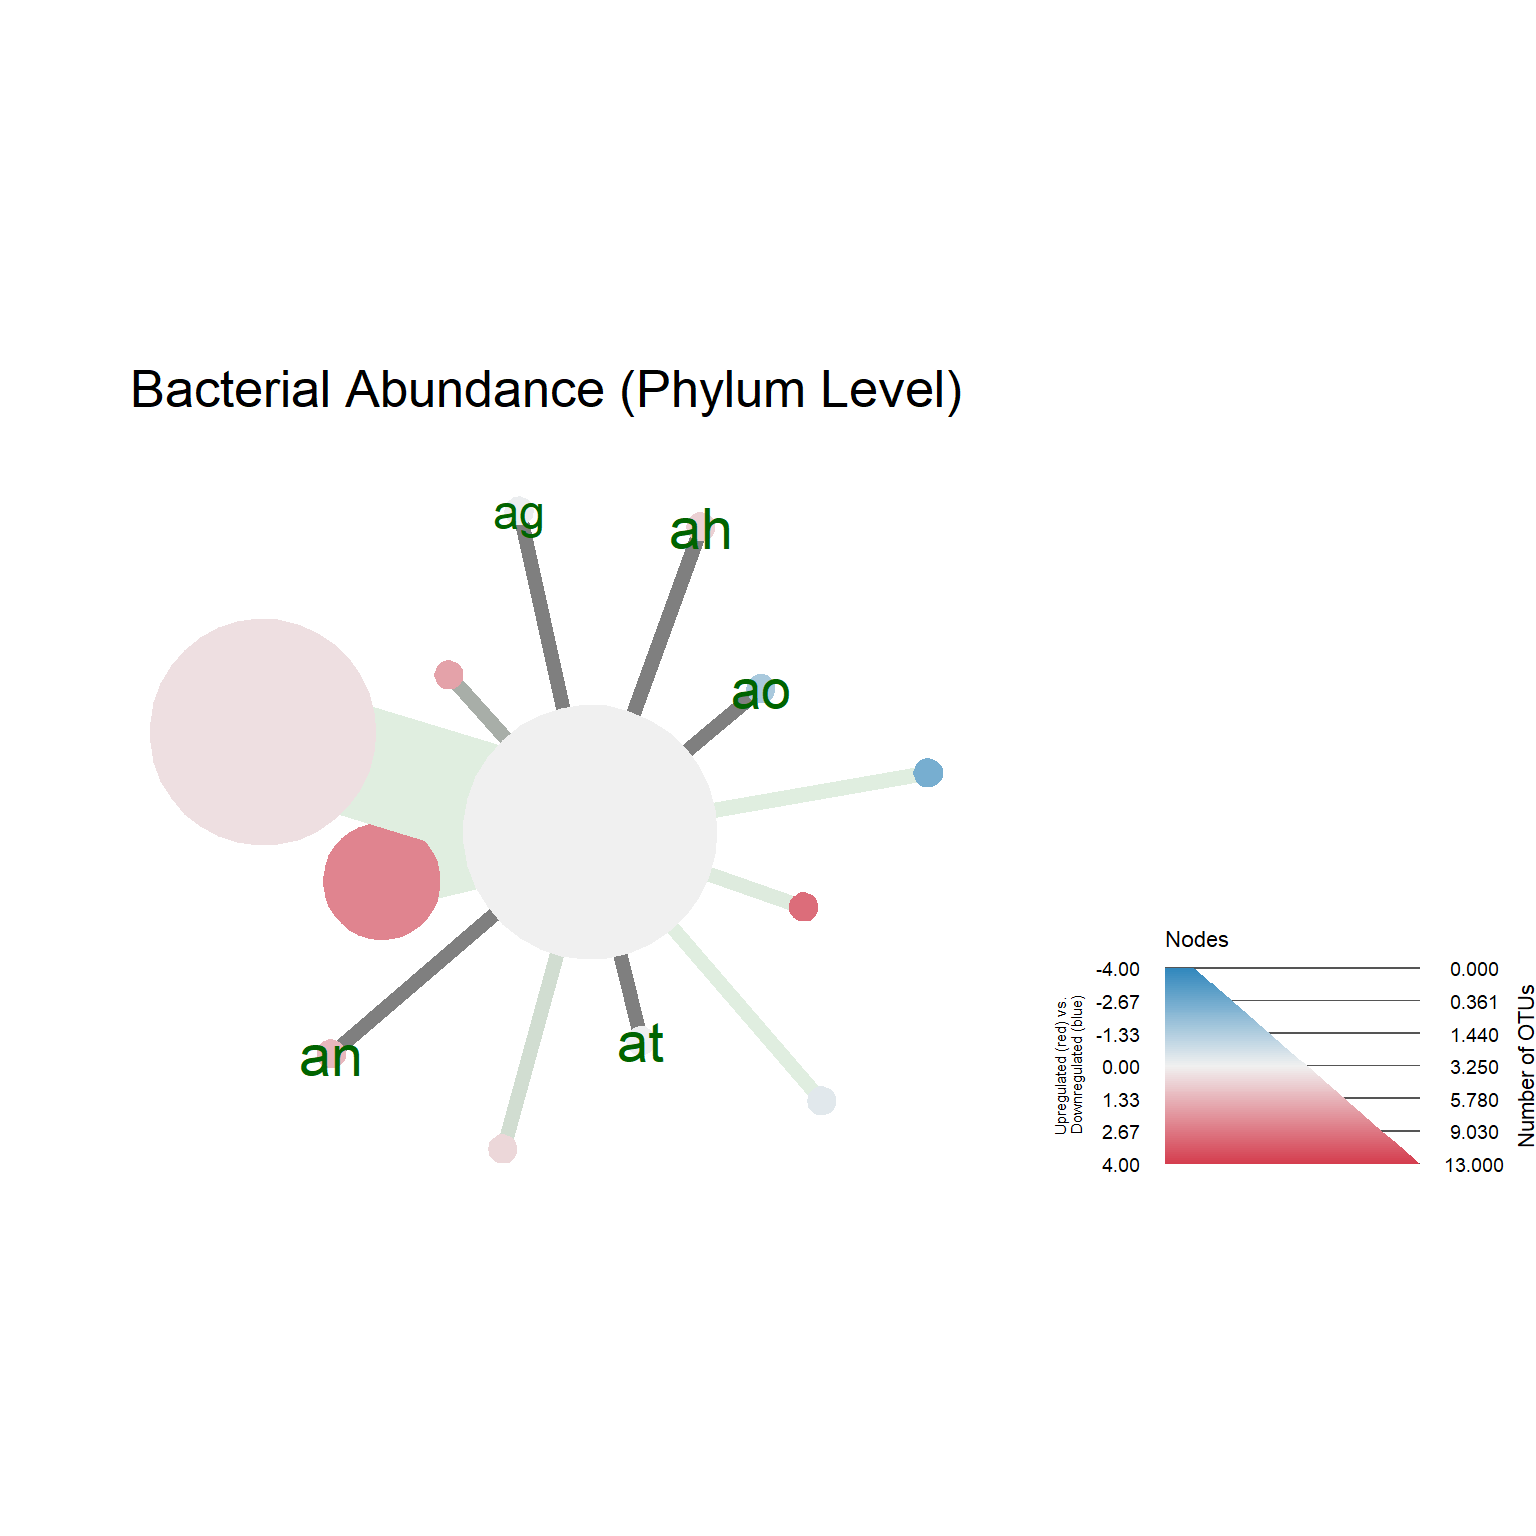 Bacterial Abundance (Phylum Level)
ag
ah
ao
an
at
Nodes
-4.00 0.000
-2.67 0.361
-1.33 1.440
0.00 3.250
1.33 5.780
2.67 9.030
4.00 13.000
Upregulated (red) vs.
Downregulated (blue)
Number of OTUs